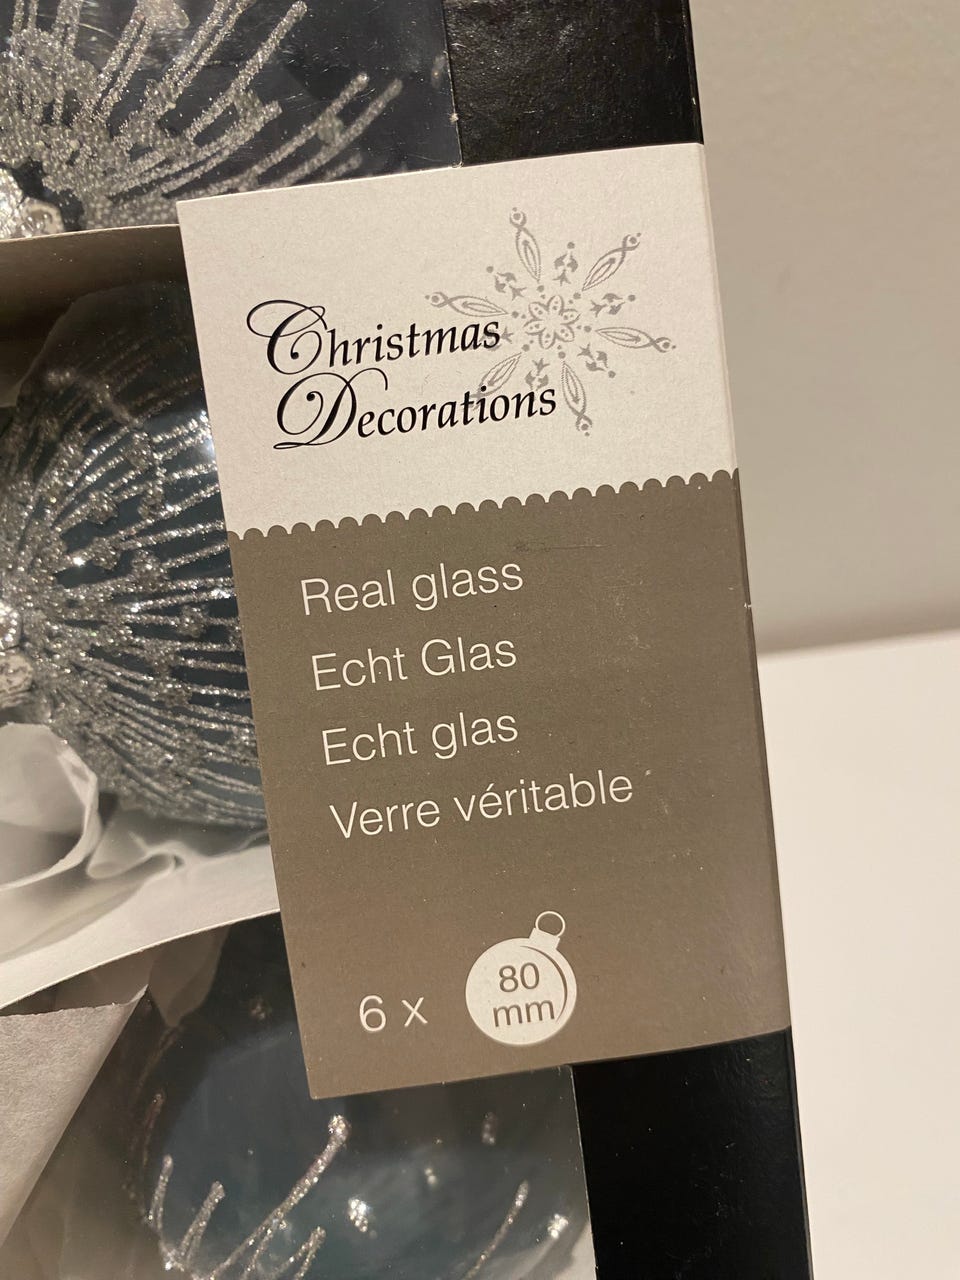 Christmas
Decorations
Real glass
Echt Glas
Echt glas
Verre véritable
6 x
80
mm